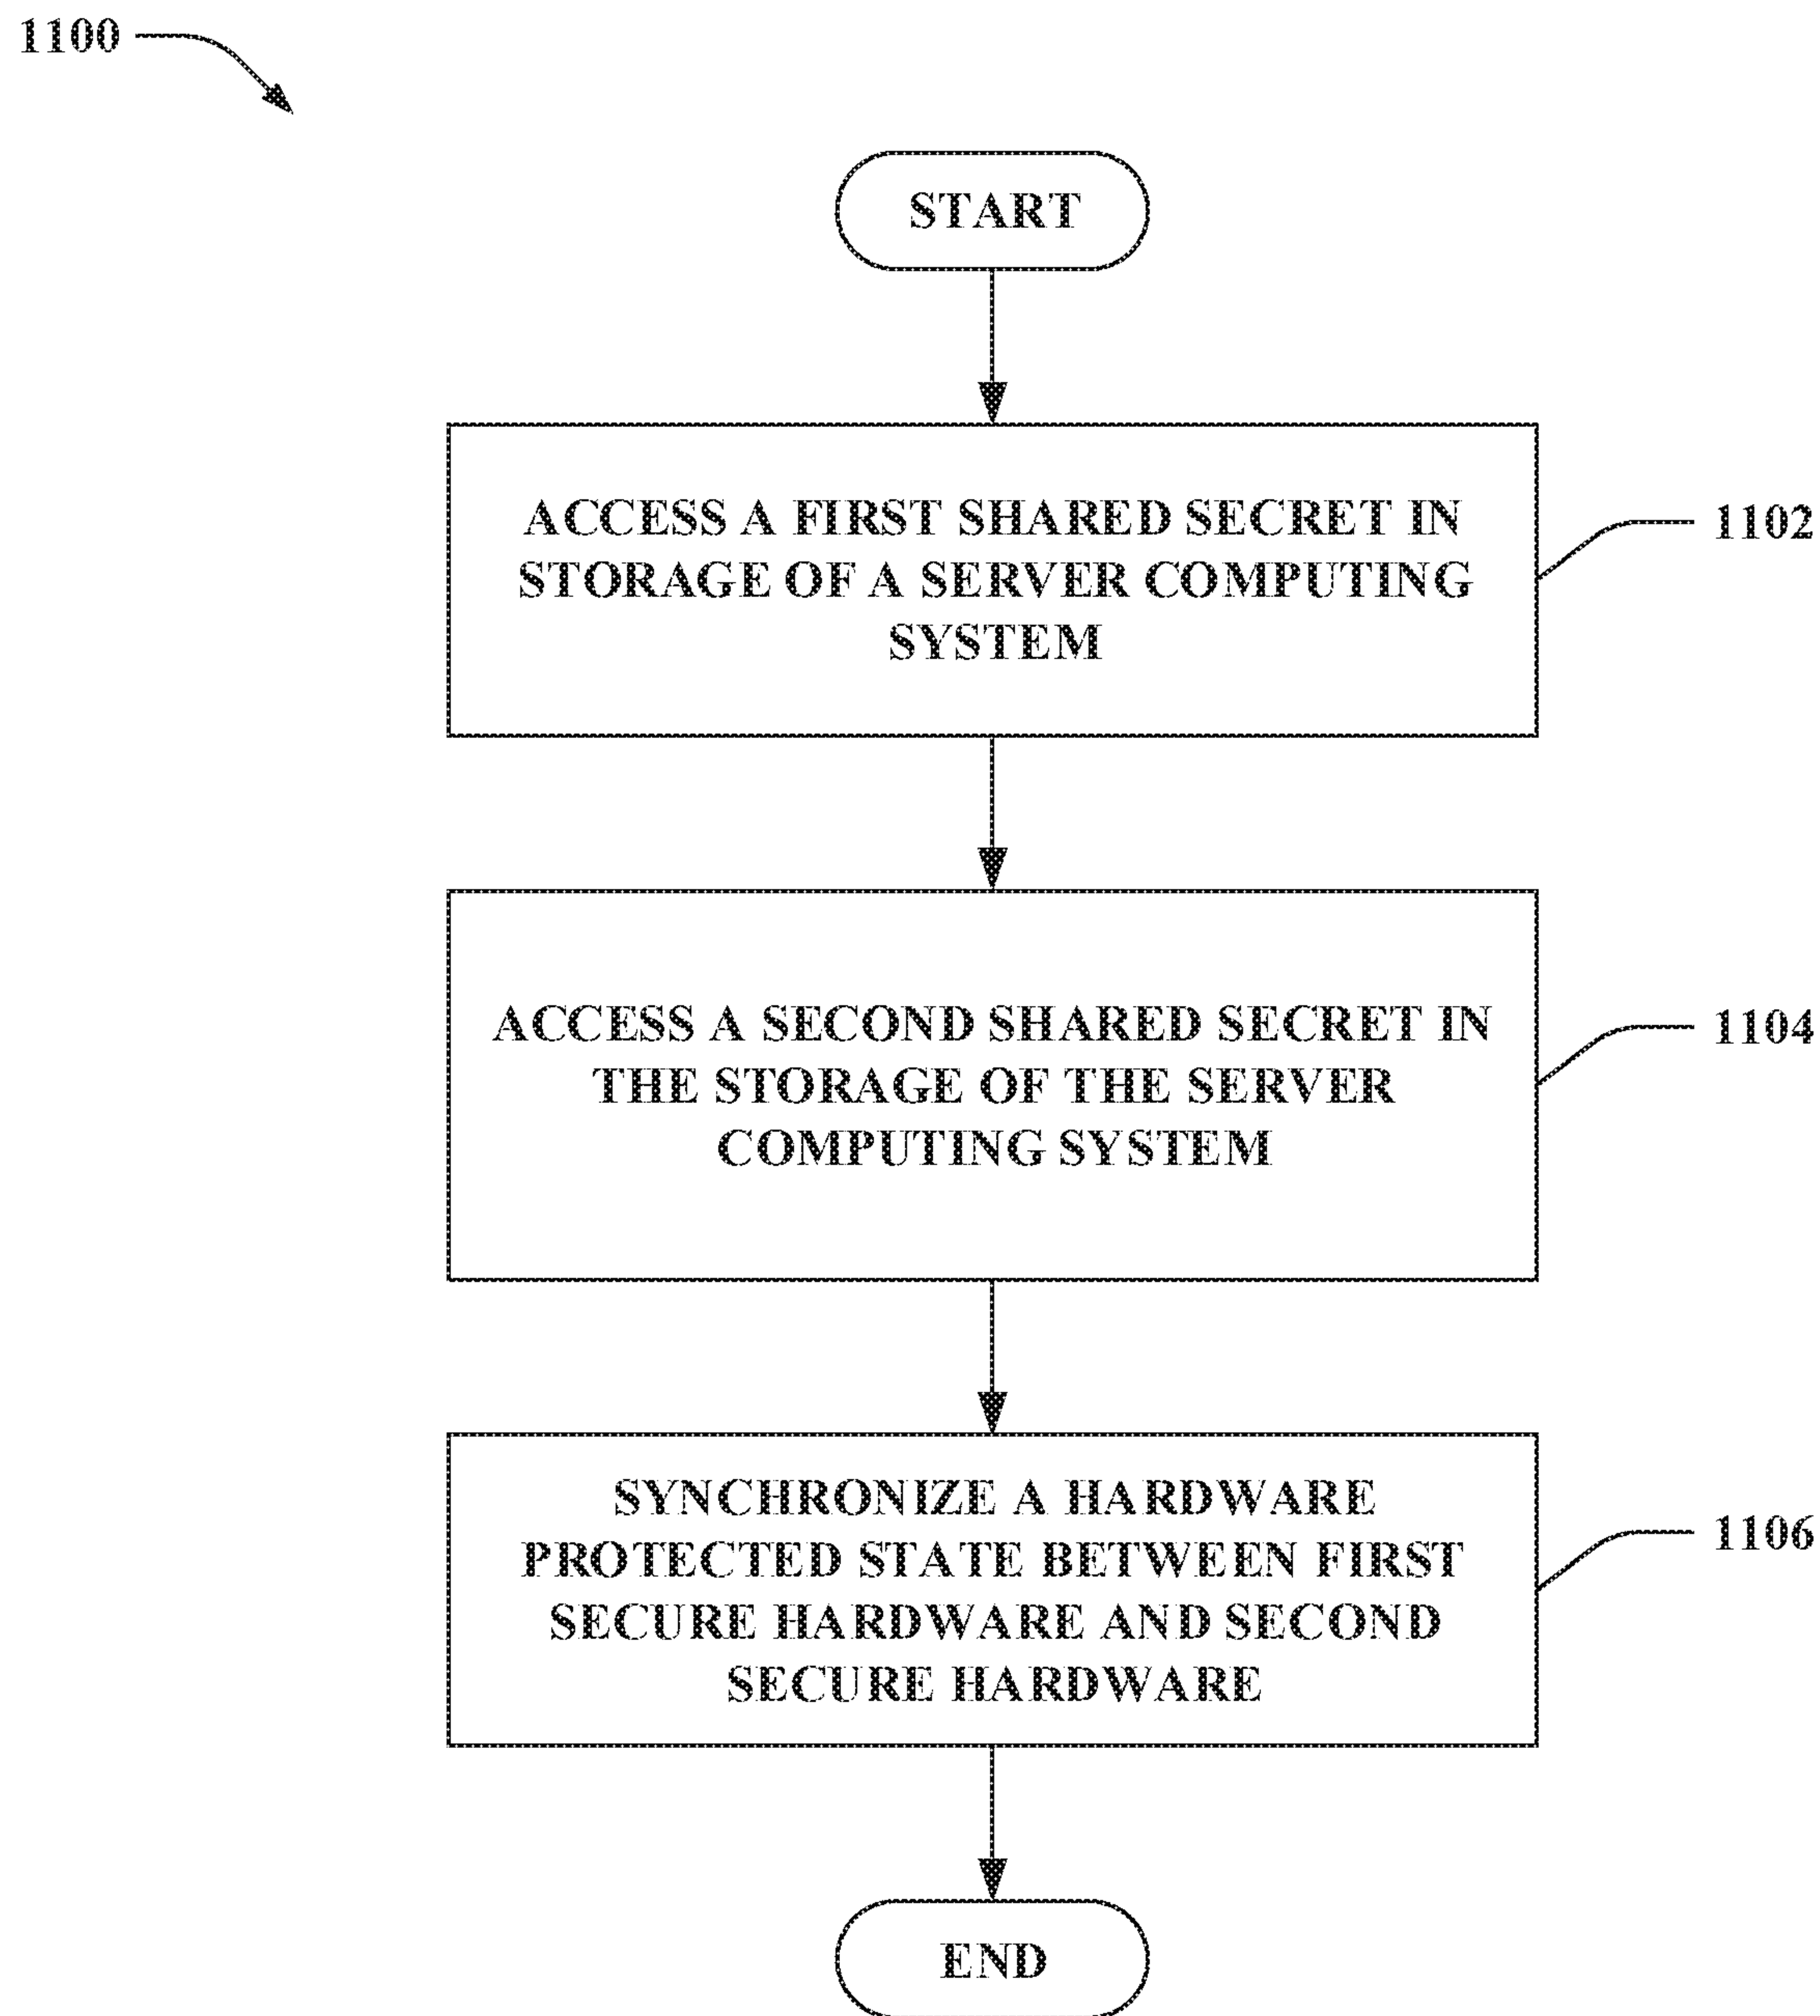 1100
START
ACCESS A FIRST SHARED SECRET IN
STORAGE OF A SERVER COMPUTING
SYSTEM
1102
ACCESS A SECOND SHARED SECRET IN
THE STORAGE OF THE SERVER
COMPUTING SYSTEM
1104
SYNCHRONIZE A HARDWARE
PROTECTED STATE BETWEEN FIRST
SECURE HARDWARE AND SECOND
SECURE HARDWARE
1106
END